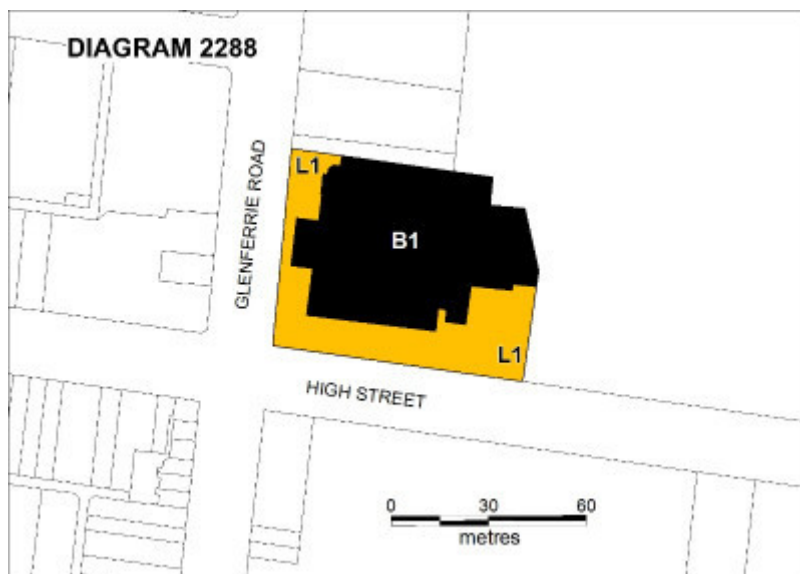 DIAGRAM 2288
GLENFERRIE ROAD
L1
B1
L1
HIGH STREET
0 30 60
metres